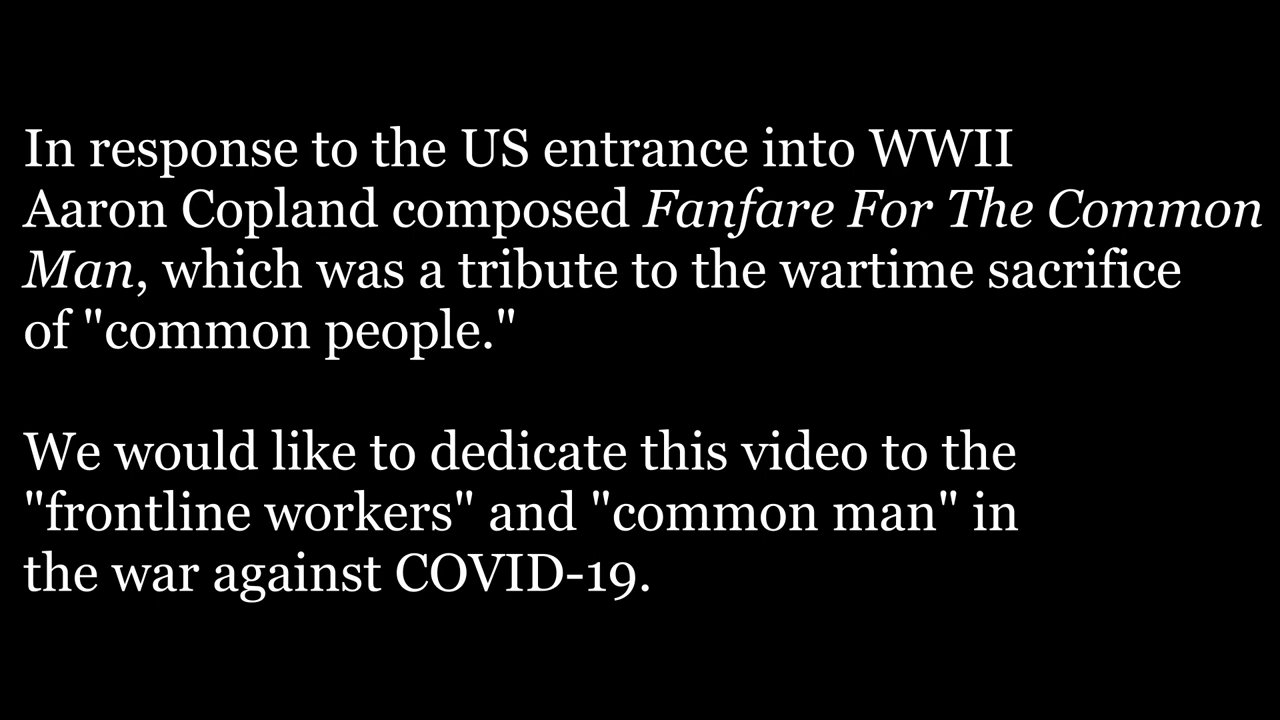 In response to the US entrance into WWII
Aaron Copland composed Fanfare For The Common
Man, which was a tribute to the wartime sacrifice
of "common people."
We would like to dedicate this video to the
"frontline workers" and "common man" in
the war against COVID-19.